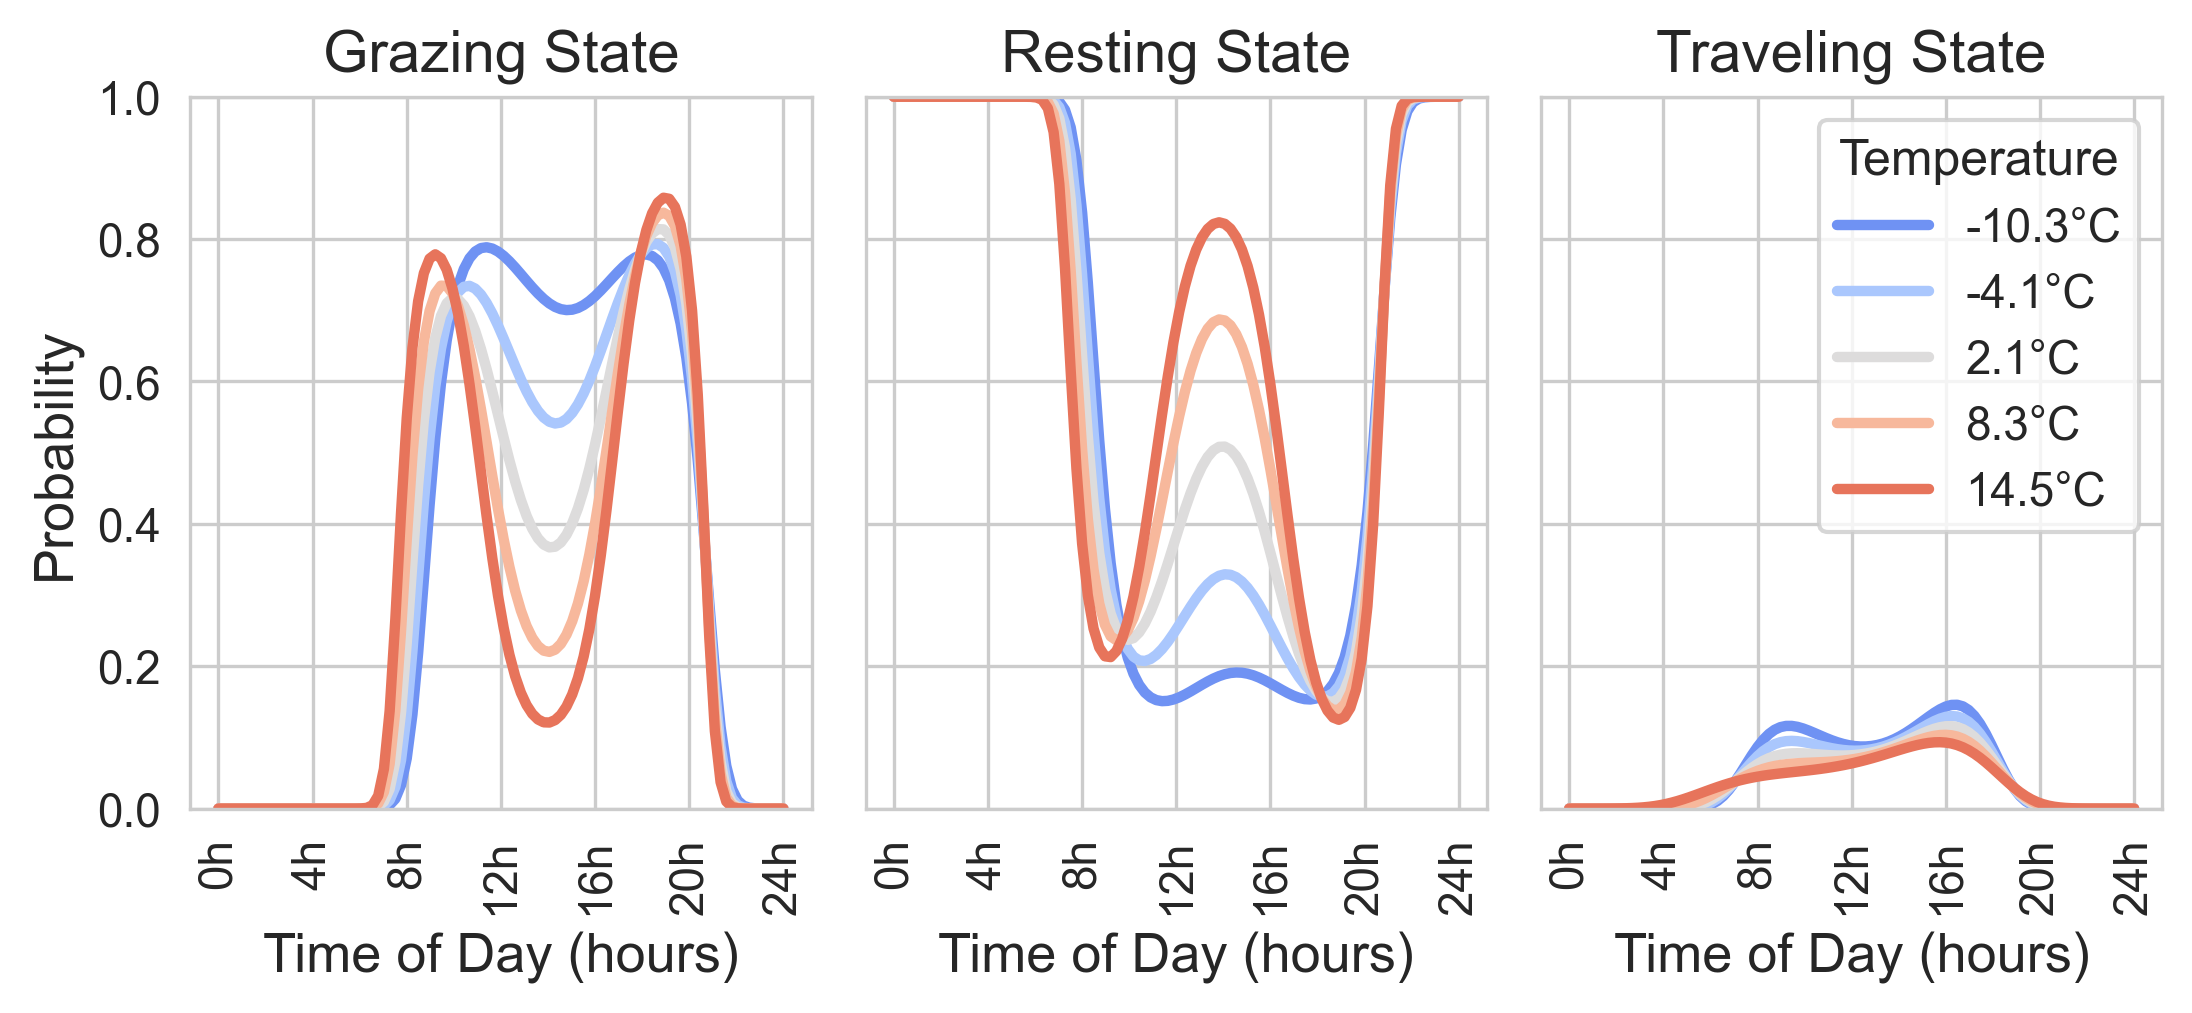 Grazing State
Resting State
Traveling State
Probability
1.0
0.8
0.6
0.4
0.2
0.0
Temperature
-10.3°C
-4.1°C
2.1°C
8.3°C
14.5°C
0h 4h 8h 12h 16h 20h 24h
0h 4h 8h 12h 16h 20h 24h
0h 4h 8h 12h 16h 20h 24h
Time of Day (hours)
Time of Day (hours)
Time of Day (hours)